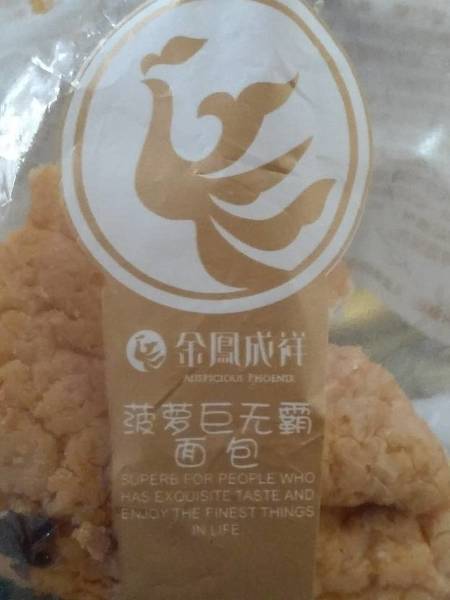 金鳳成祥
AUSPICIOUS PHOENIX
菠萝巨无霸
面包
SUPERB FOR PEOPLE WHO
HAS EXQUISITE TASTE AND
ENJOY THE FINEST THINGS
IN LIFE